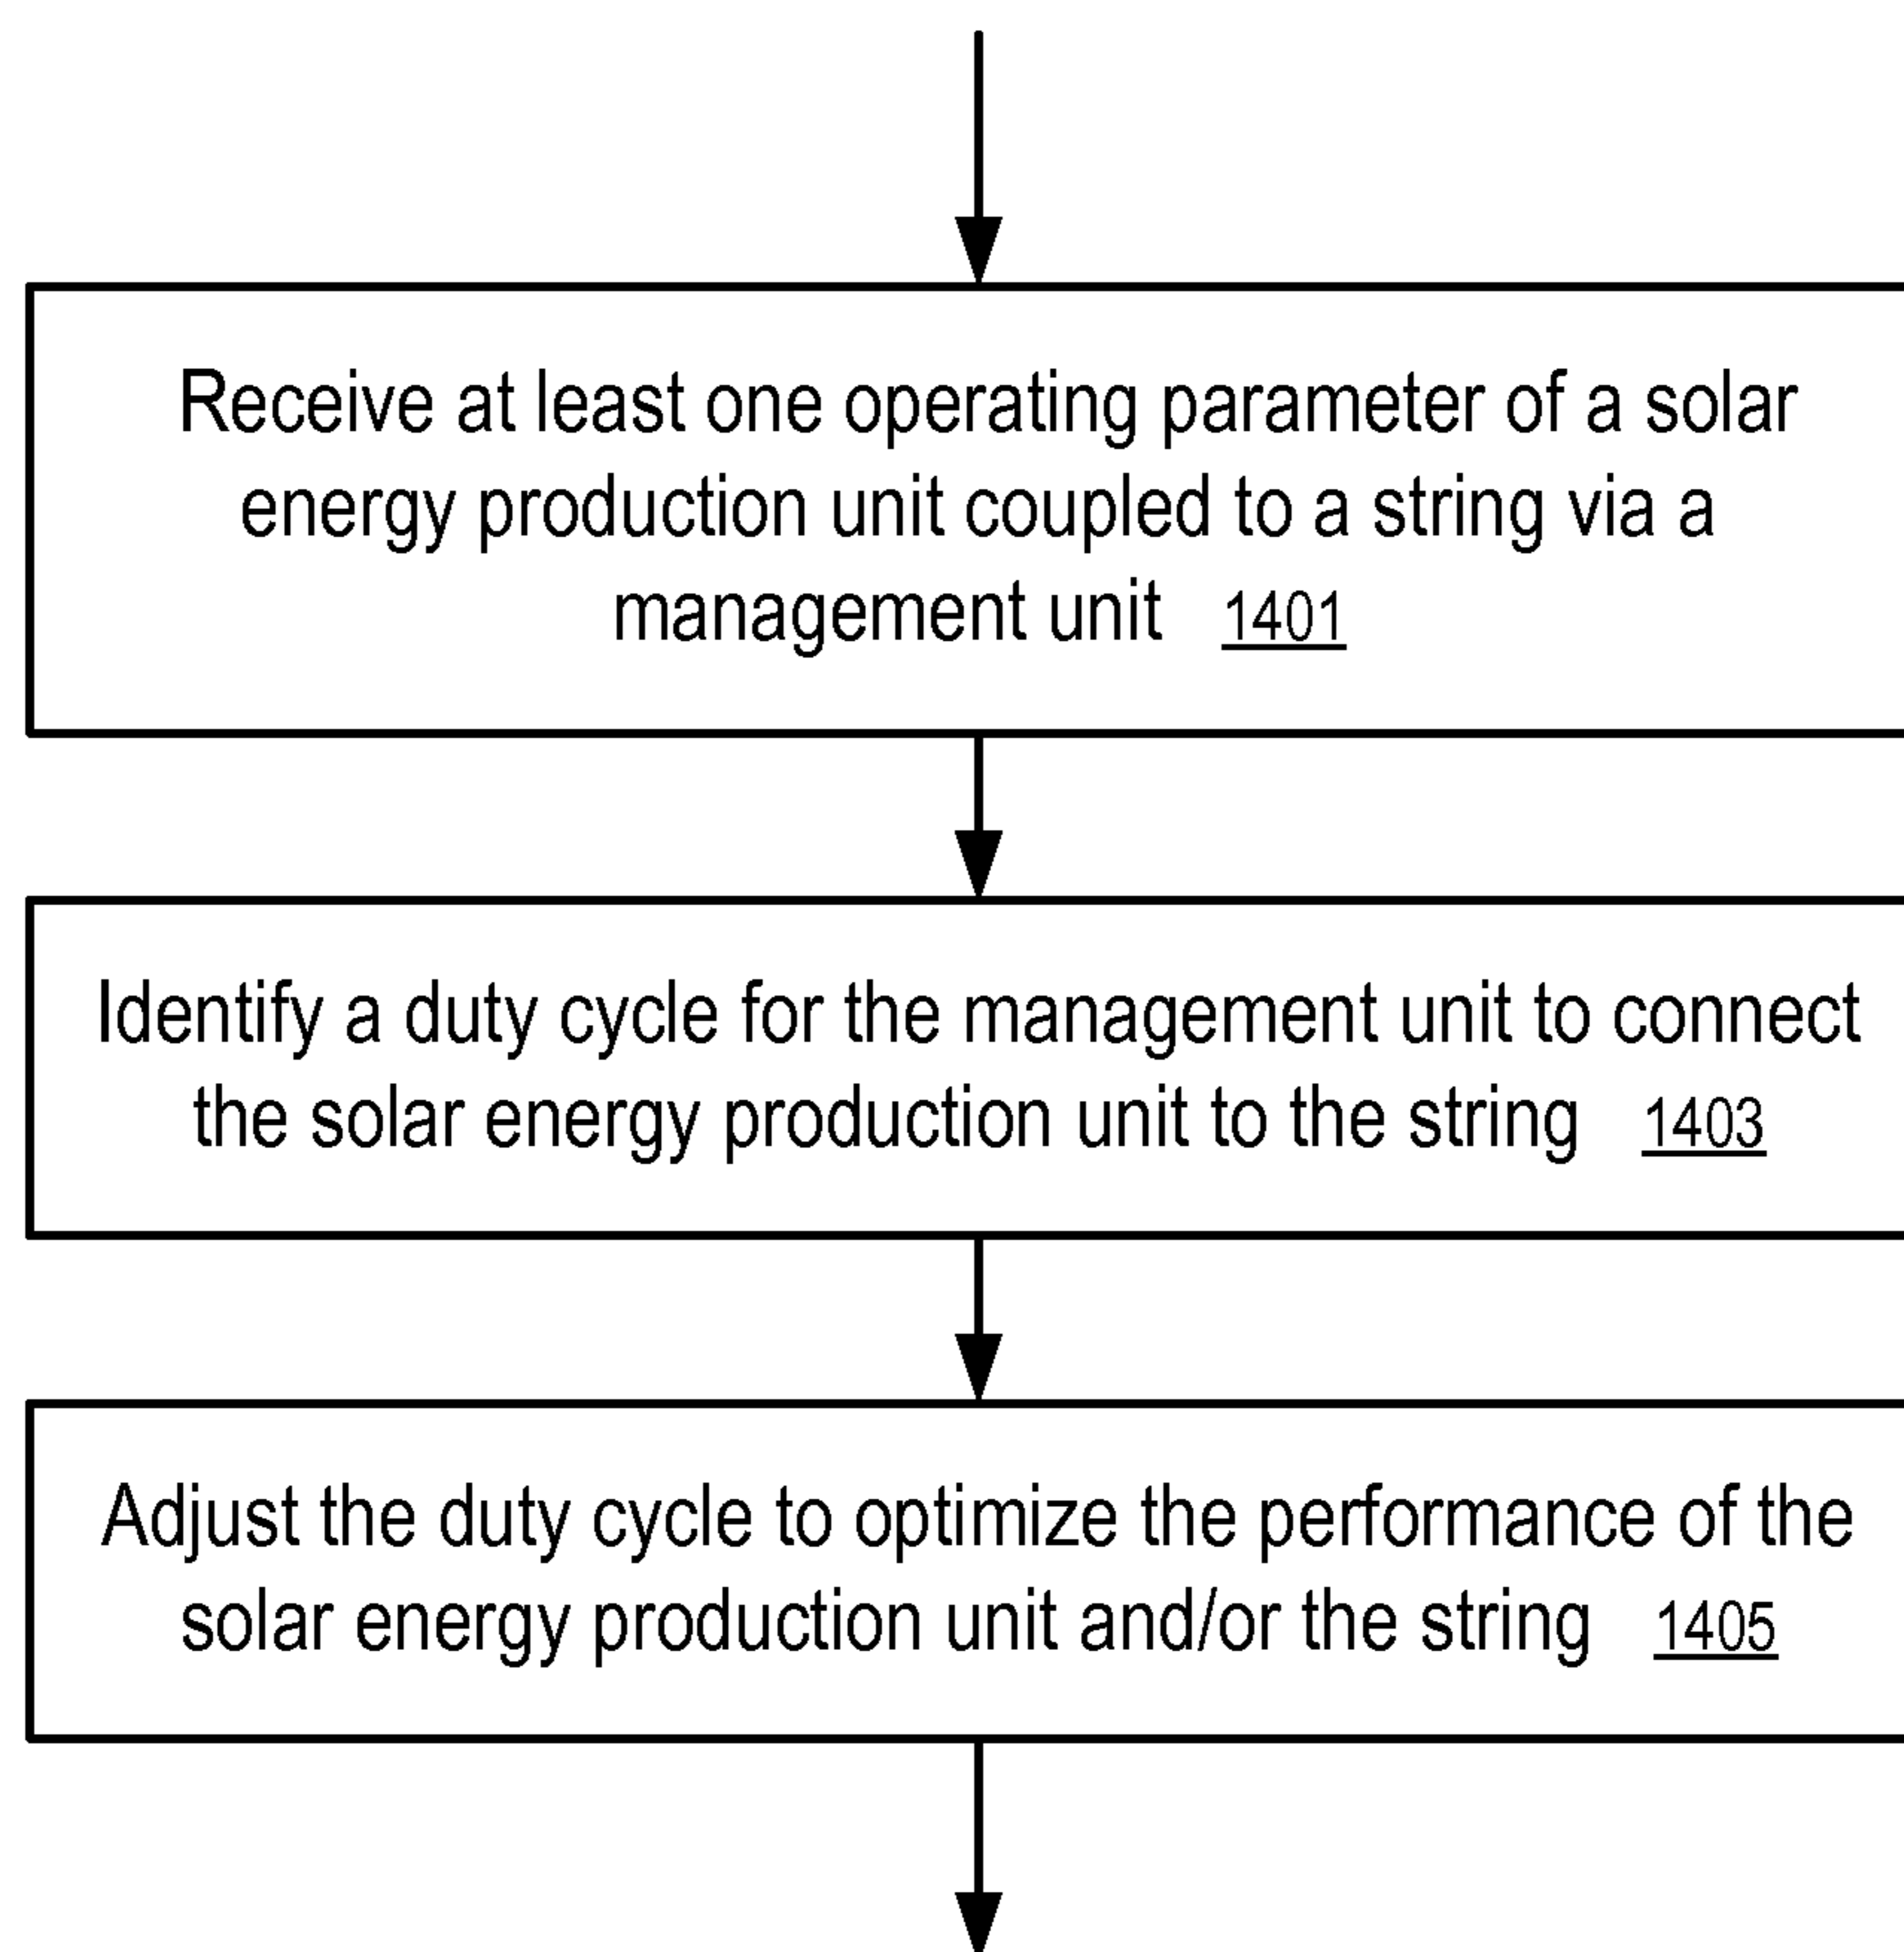 Receive at least one operating parameter of a solar
energy production unit coupled to a string via a
management unit 1401
Identify a duty cycle for the management unit to connect
the solar energy production unit to the string 1403
Adjust the duty cycle to optimize the performance of the
solar energy production unit and/or the string 1405